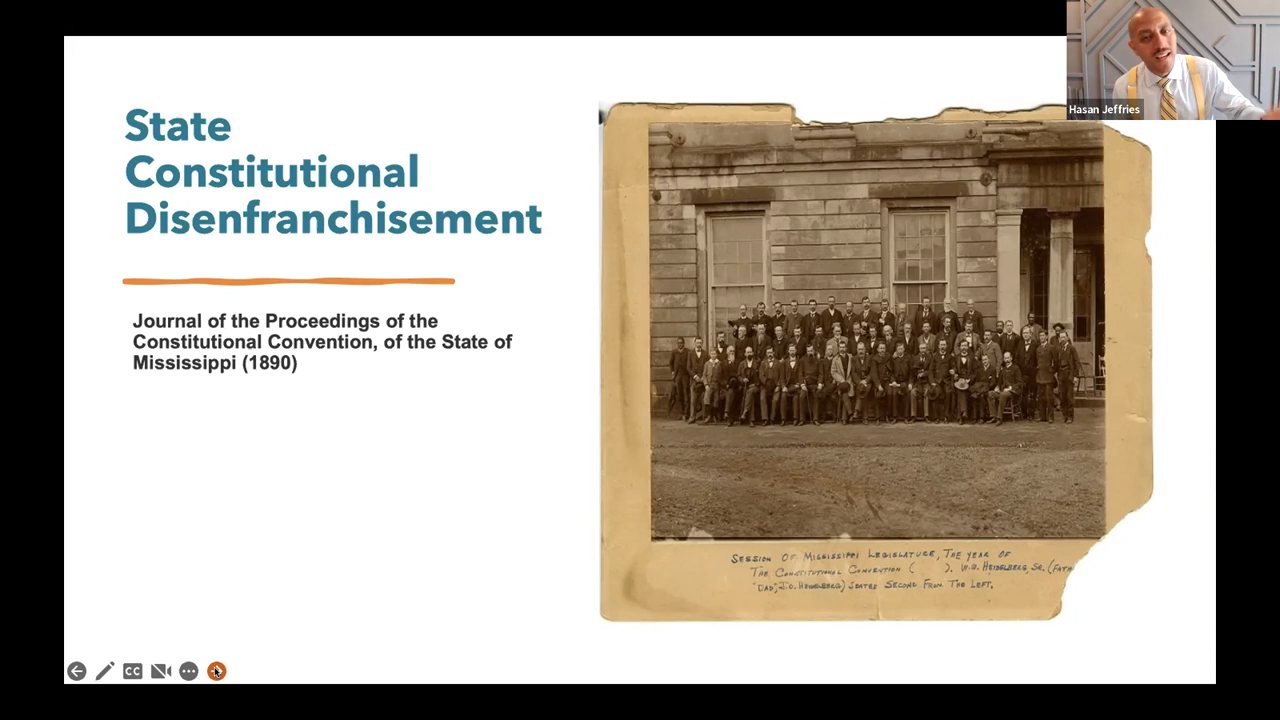 State
Constitutional
Disenfranchisement
Journal of the Proceedings of the
Constitutional Convention, of the State of
Mississippi (1890)
Hasan Jeffries
SESSION OF MISSISSIPPI LEGISLATURE, THE YEAR OF
THE CONSTITUTIONAL CONVENTION ( ). W.W. HEIDELBERG, SR. (FATH
"DAD", J.O. HEIDELBERG) SEATED SECOND FROM THE LEFT.
CC